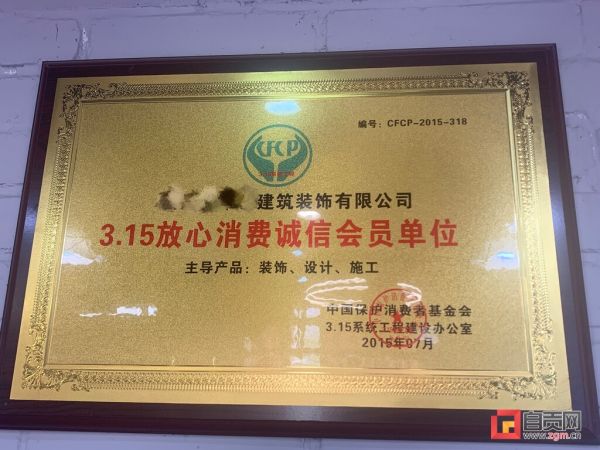 编号：CFCP-2015-318
CFCP
建筑装饰有限公司
3.15放心消费诚信会员单位
主导产品：装饰、设计、施工
中国保护消费者基金会
3.15系统工程建设办公室
2015年07月
自贡网
www.zgm.cn